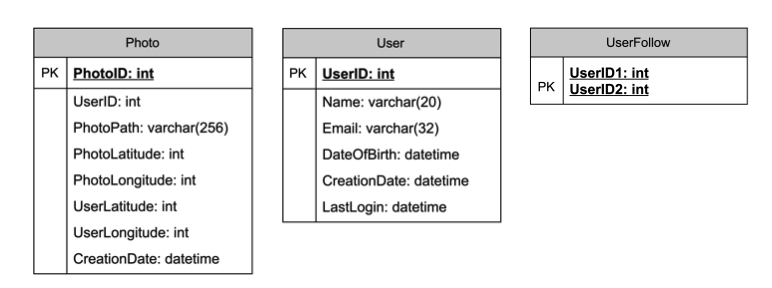 Photo
PK
PhotoID: int
UserID: int
PhotoPath: varchar(256)
PhotoLatitude: int
PhotoLongitude: int
UserLatitude: int
UserLongitude: int
CreationDate: datetime
User
PK
UserID: int
Name: varchar(20)
Email: varchar(32)
DateOfBirth: datetime
CreationDate: datetime
LastLogin: datetime
UserFollow
PK
UserID1: int
UserID2: int